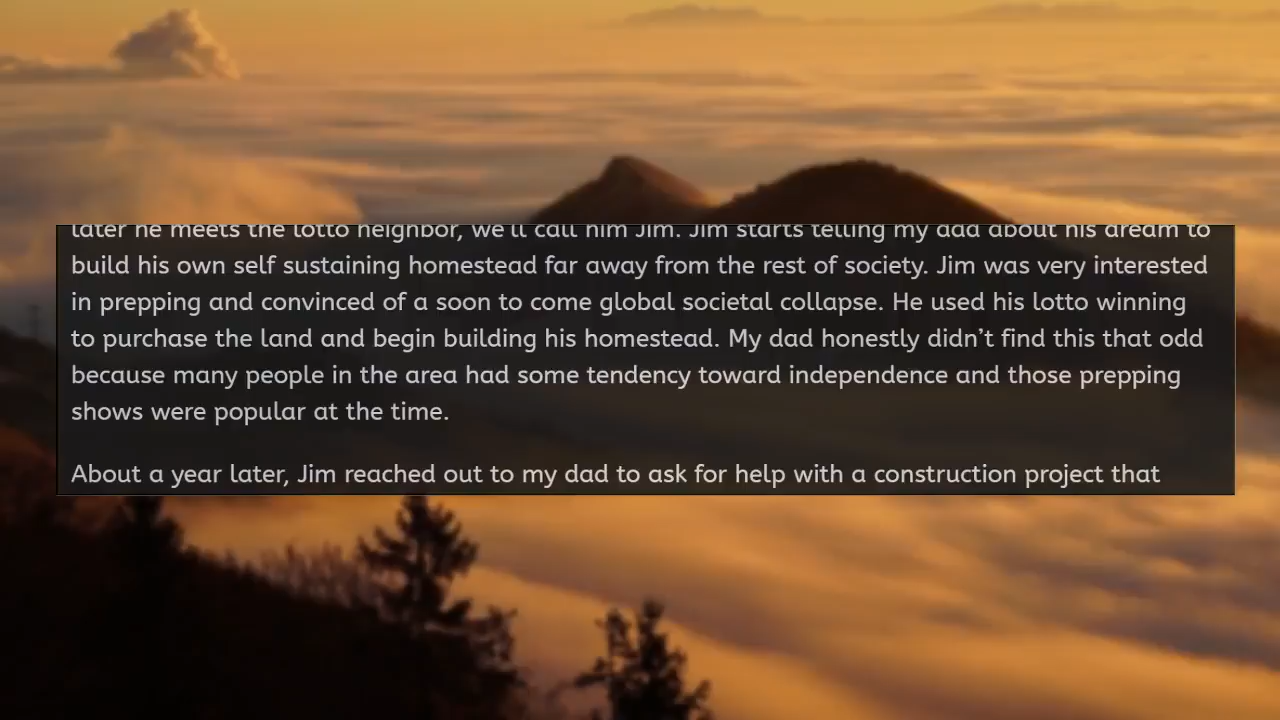 later he meets the lotto neighbor, we'll call him Jim. Jim starts telling my dad about his dream to
build his own self sustaining homestead far away from the rest of society. Jim was very interested
in prepping and convinced of a soon to come global societal collapse. He used his lotto winning
to purchase the land and begin building his homestead. My dad honestly didn’t find this that odd
because many people in the area had some tendency toward independence and those prepping
shows were popular at the time.
About a year later, Jim reached out to my dad to ask for help with a construction project that